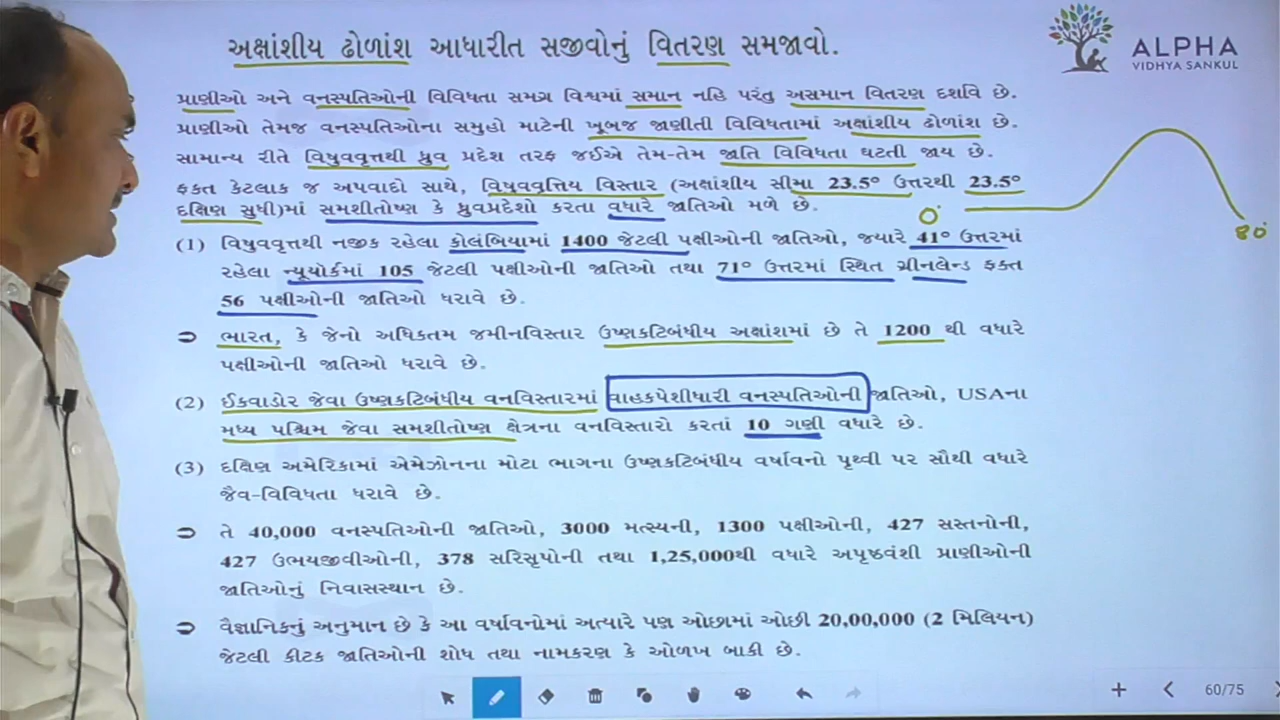 અક્ષાંશીય ઢોળાંશ આધારીત સજીવોનું વિતરણ સમજાવો.
ALPHA
VIDHYA SANKUL
પ્રાણીઓ અને વનસ્પતિઓની વિવિધતા સમગ્ર વિશ્વમાં સમાન નહિ પરંતુ અસમાન વિતરણ દર્શાવે છે.
પ્રાણીઓ તેમજ વનસ્પતિઓના સમુહો માટેની ખૂબજ જાણીતી વિવિધતામાં અક્ષાંશીય ઢોળાંશ છે.
સામાન્ય રીતે વિષુવવૃત્તથી ધ્રુવ પ્રદેશ તરફ જઈએ તેમ-તેમ જાતિ વિવિધતા ઘટતી જાય છે.
ફક્ત કેટલાક જ અપવાદો સાથે, વિષુવવૃત્તિય વિસ્તાર (અક્ષાંશીય સીમા 23.5° ઉત્તરથી 23.5°
દક્ષિણ સુધી)માં સમશીતોષ્ણ કે ધ્રુવપ્રદેશો કરતા વધારે જાતિઓ મળે છે.
0°
80°
(1) વિષુવવૃત્તથી નજીક રહેલા કોલંબિયામાં 1400 જેટલી પક્ષીઓની જાતિઓ, જયારે 41° ઉત્તરમાં
રહેલા ન્યૂયોર્કમાં 105 જેટલી પક્ષીઓની જાતિઓ તથા 71° ઉત્તરમાં સ્થિત ગ્રીનલેન્ડ ફક્ત
56 પક્ષીઓની જાતિઓ ધરાવે છે.
⊃ ભારત, કે જેનો અધિકતમ જમીનવિસ્તાર ઉષ્ણકટિબંધીય અક્ષાંશમાં છે તે 1200 થી વધારે
પક્ષીઓની જાતિઓ ધરાવે છે.
(2) ઈકવાડોર જેવા ઉષ્ણકટિબંધીય વનવિસ્તારમાં વાહકપેશીધારી વનસ્પતિઓની જાતિઓ, USAના
મધ્ય પશ્ચિમ જેવા સમશીતોષ્ણ ક્ષેત્રના વનવિસ્તારો કરતાં 10 ગણી વધારે છે.
(3) દક્ષિણ અમેરિકામાં એમેઝોનના મોટા ભાગના ઉષ્ણકટિબંધીય વર્ષાવનો પૃથ્વી પર સૌથી વધારે
જૈવ-વિવિધતા ધરાવે છે.
⊃ તે 40,000 વનસ્પતિઓની જાતિઓ, 3000 મત્સ્યની, 1300 પક્ષીઓની, 427 સસ્તનોની,
427 ઉભયજીવીઓની, 378 સરિસૃપોની તથા 1,25,000થી વધારે અપૃષ્ઠવંશી પ્રાણીઓની
જાતિઓનું નિવાસસ્થાન છે.
⊃ વૈજ્ઞાનિકનું અનુમાન છે કે આ વર્ષાવનોમાં અત્યારે પણ ઓછામાં ઓછી 20,00,000 (2 મિલિયન)
જેટલી કીટક જાતિઓની શોધ તથા નામકરણ કે ઓળખ બાકી છે.
60/75